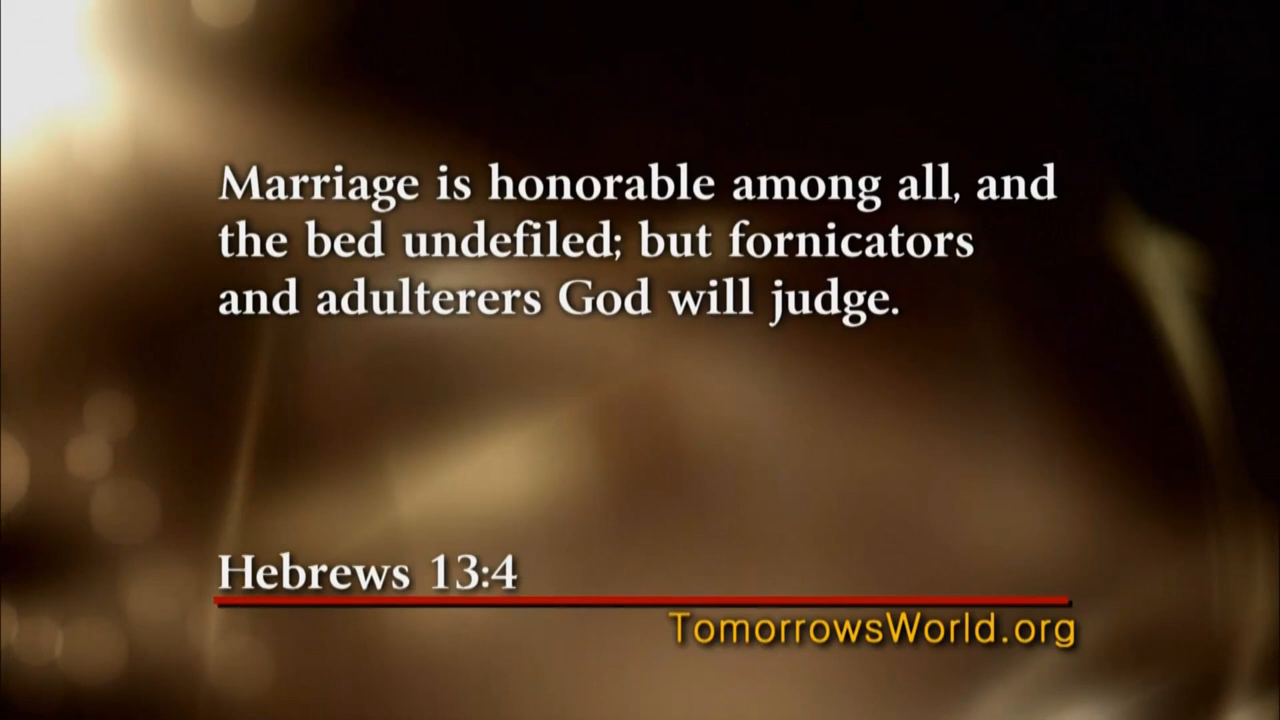 Marriage is honorable among all, and
the bed undefiled; but fornicators
and adulterers God will judge.
Hebrews 13:4
TomorrowsWorld.org